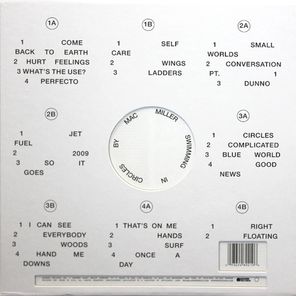 1A
1 COME
BACK TO EARTH
2 HURT FEELINGS
3 WHAT'S THE USE?
4 PERFECTO
1B
1 SELF
CARE
2 WINGS
3 LADDERS
2A
1 SMALL
WORLDS
2 CONVERSATION
PT. 1
3 DUNNO
2B
1 JET
FUEL
2 2009
3 SO IT
GOES
SWIMMING IN CIRCLES BY MAC MILLER
3A
1 CIRCLES
2 COMPLICATED
3 BLUE WORLD
4 GOOD
NEWS
3B
1 I CAN SEE
2 EVERYBODY
3 WOODS
4 HAND ME
DOWNS
4A
1 THAT'S ON ME
2 HANDS
3 SURF
4 ONCE A
DAY
4B
1 RIGHT
2 FLOATING